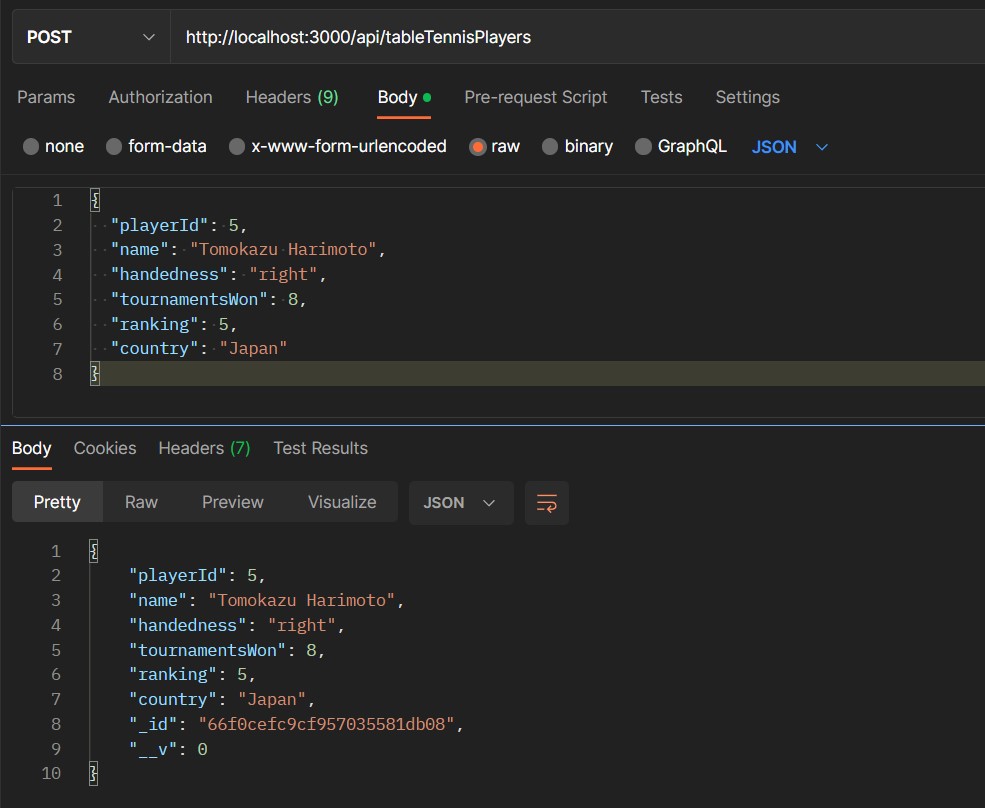 POST http://localhost:3000/api/tableTennisPlayers
Params Authorization Headers (9) Body Pre-request Script Tests Settings
none form-data x-www-form-urlencoded raw binary GraphQL JSON
1 {
2 "playerId": 5,
3 "name": "Tomokazu Harimoto",
4 "handedness": "right",
5 "tournamentsWon": 8,
6 "ranking": 5,
7 "country": "Japan"
8 }
Body Cookies Headers (7) Test Results
Pretty Raw Preview Visualize JSON
1 {
2 "playerId": 5,
3 "name": "Tomokazu Harimoto",
4 "handedness": "right",
5 "tournamentsWon": 8,
6 "ranking": 5,
7 "country": "Japan",
8 "_id": "66f0cefc9cf957035581db08",
9 "__v": 0
10 }